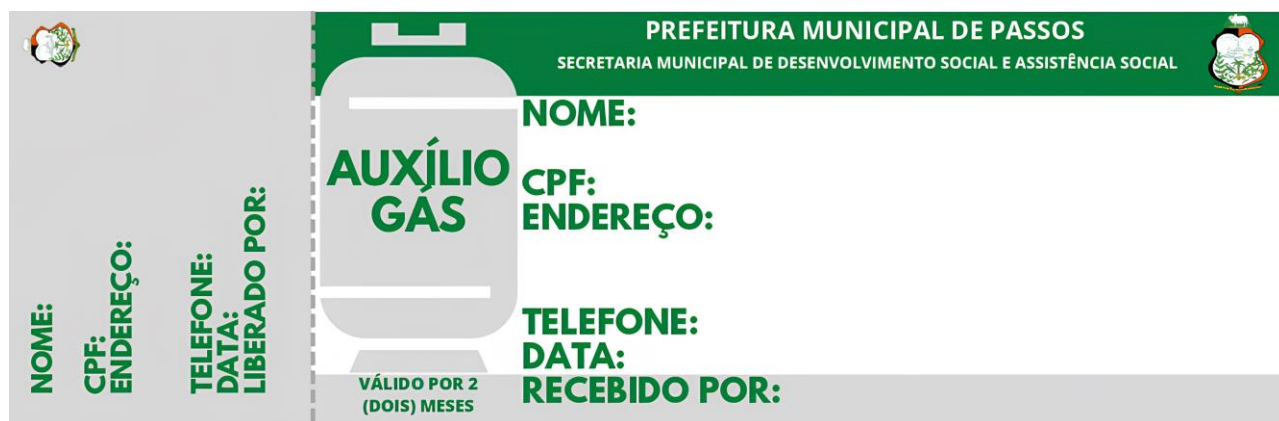 NOME:
CPF:
ENDEREÇO:
TELEFONE:
DATA:
LIBERADO POR:
PREFEITURA MUNICIPAL DE PASSOS
SECRETARIA MUNICIPAL DE DESENVOLVIMENTO SOCIAL E ASSISTÊNCIA SOCIAL
AUXÍLIO
GÁS
VÁLIDO POR 2
(DOIS) MESES
NOME:
CPF:
ENDEREÇO:
TELEFONE:
DATA:
RECEBIDO POR: